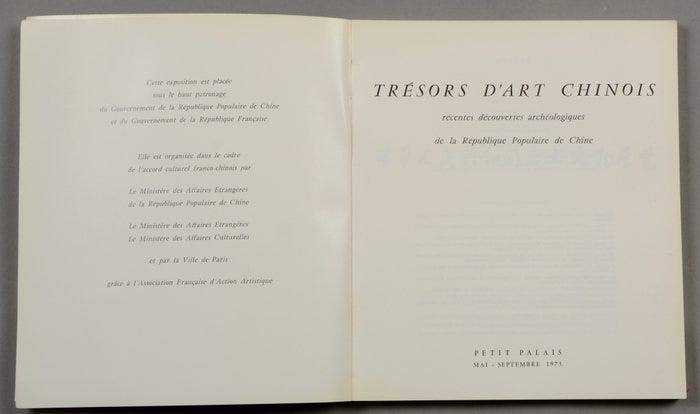 Cette exposition est placée
sous le haut patronage
du Gouvernement de la République Populaire de Chine
et du Gouvernement de la République Française.
Elle est organisée dans le cadre
de l'accord culturel franco-chinois par
Le Ministère des Affaires Etrangères
de la République Populaire de Chine
Le Ministère des Affaires Etrangères
Le Ministère des Affaires Culturelles
et par la Ville de Paris
grâce à l'Association Française d'Action Artistique
TRÉSORS D'ART CHINOIS
récentes découvertes archéologiques
de la République Populaire de Chine
PETIT PALAIS
MAI - SEPTEMBRE 1973